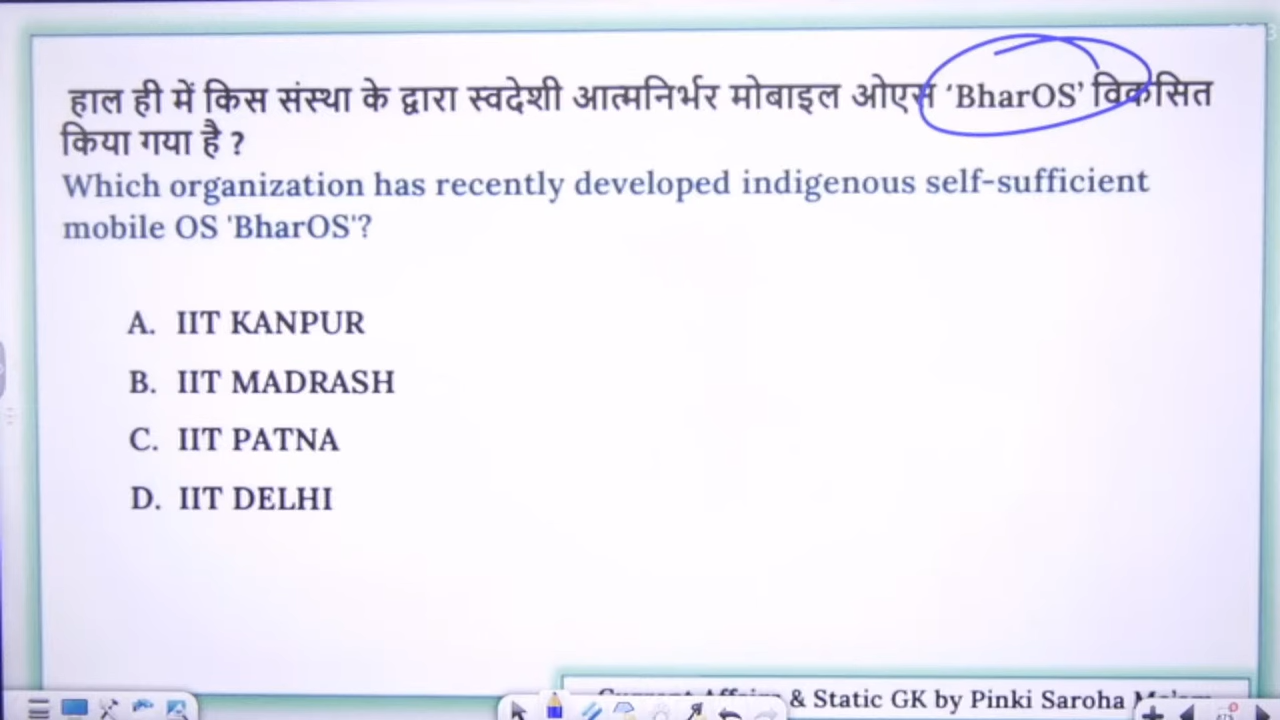 हाल ही में किस संस्था के द्वारा स्वदेशी आत्मनिर्भर मोबाइल ओएस ‘BharOS’ विकसित
किया गया है ?
Which organization has recently developed indigenous self-sufficient
mobile OS 'BharOS'?
A. IIT KANPUR
B. IIT MADRASH
C. IIT PATNA
D. IIT DELHI
& Static GK by Pinki Saroha